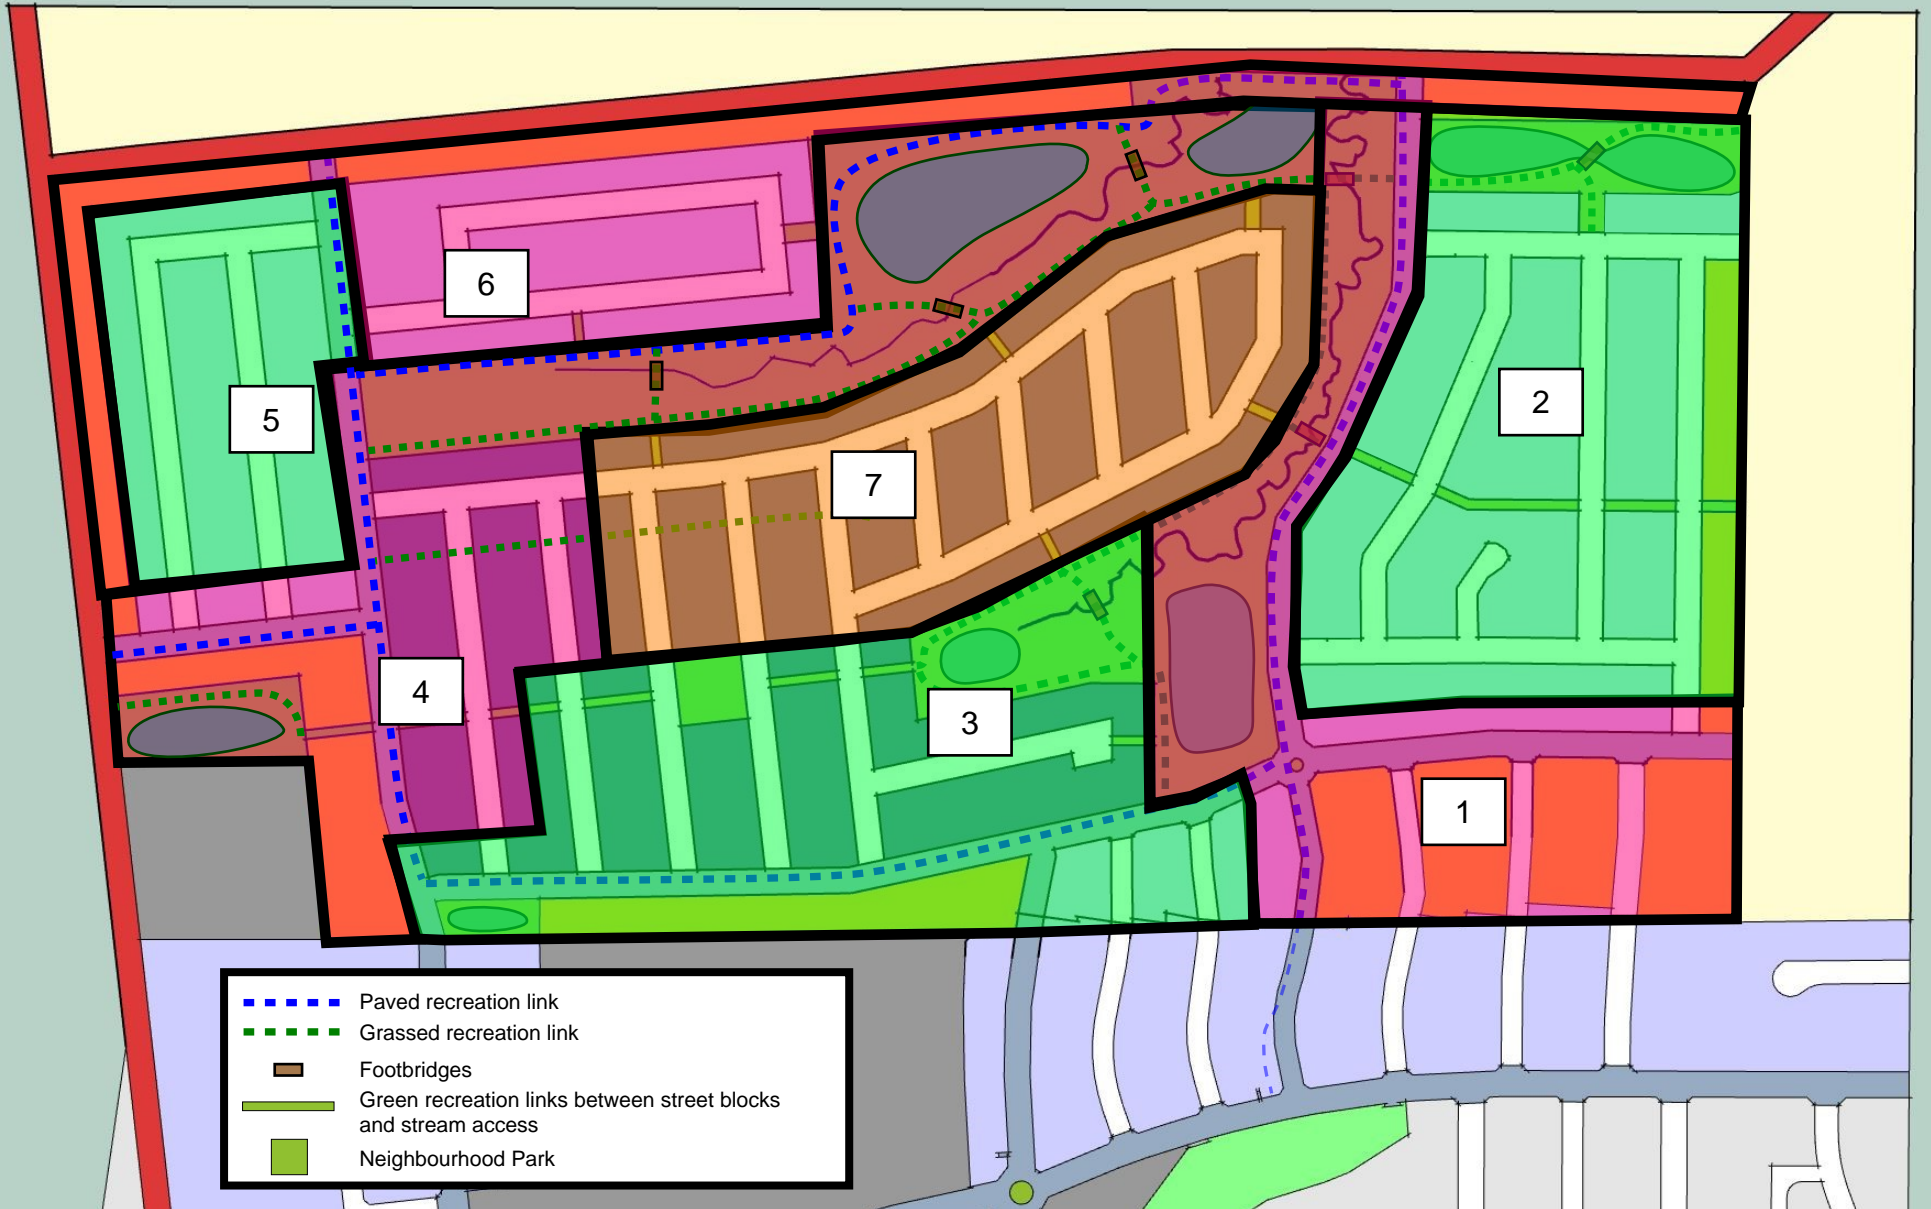 6
5
2
7
4
3
1
Paved recreation link
Grassed recreation link
Footbridges
Green recreation links between street blocks
and stream access
Neighbourhood Park